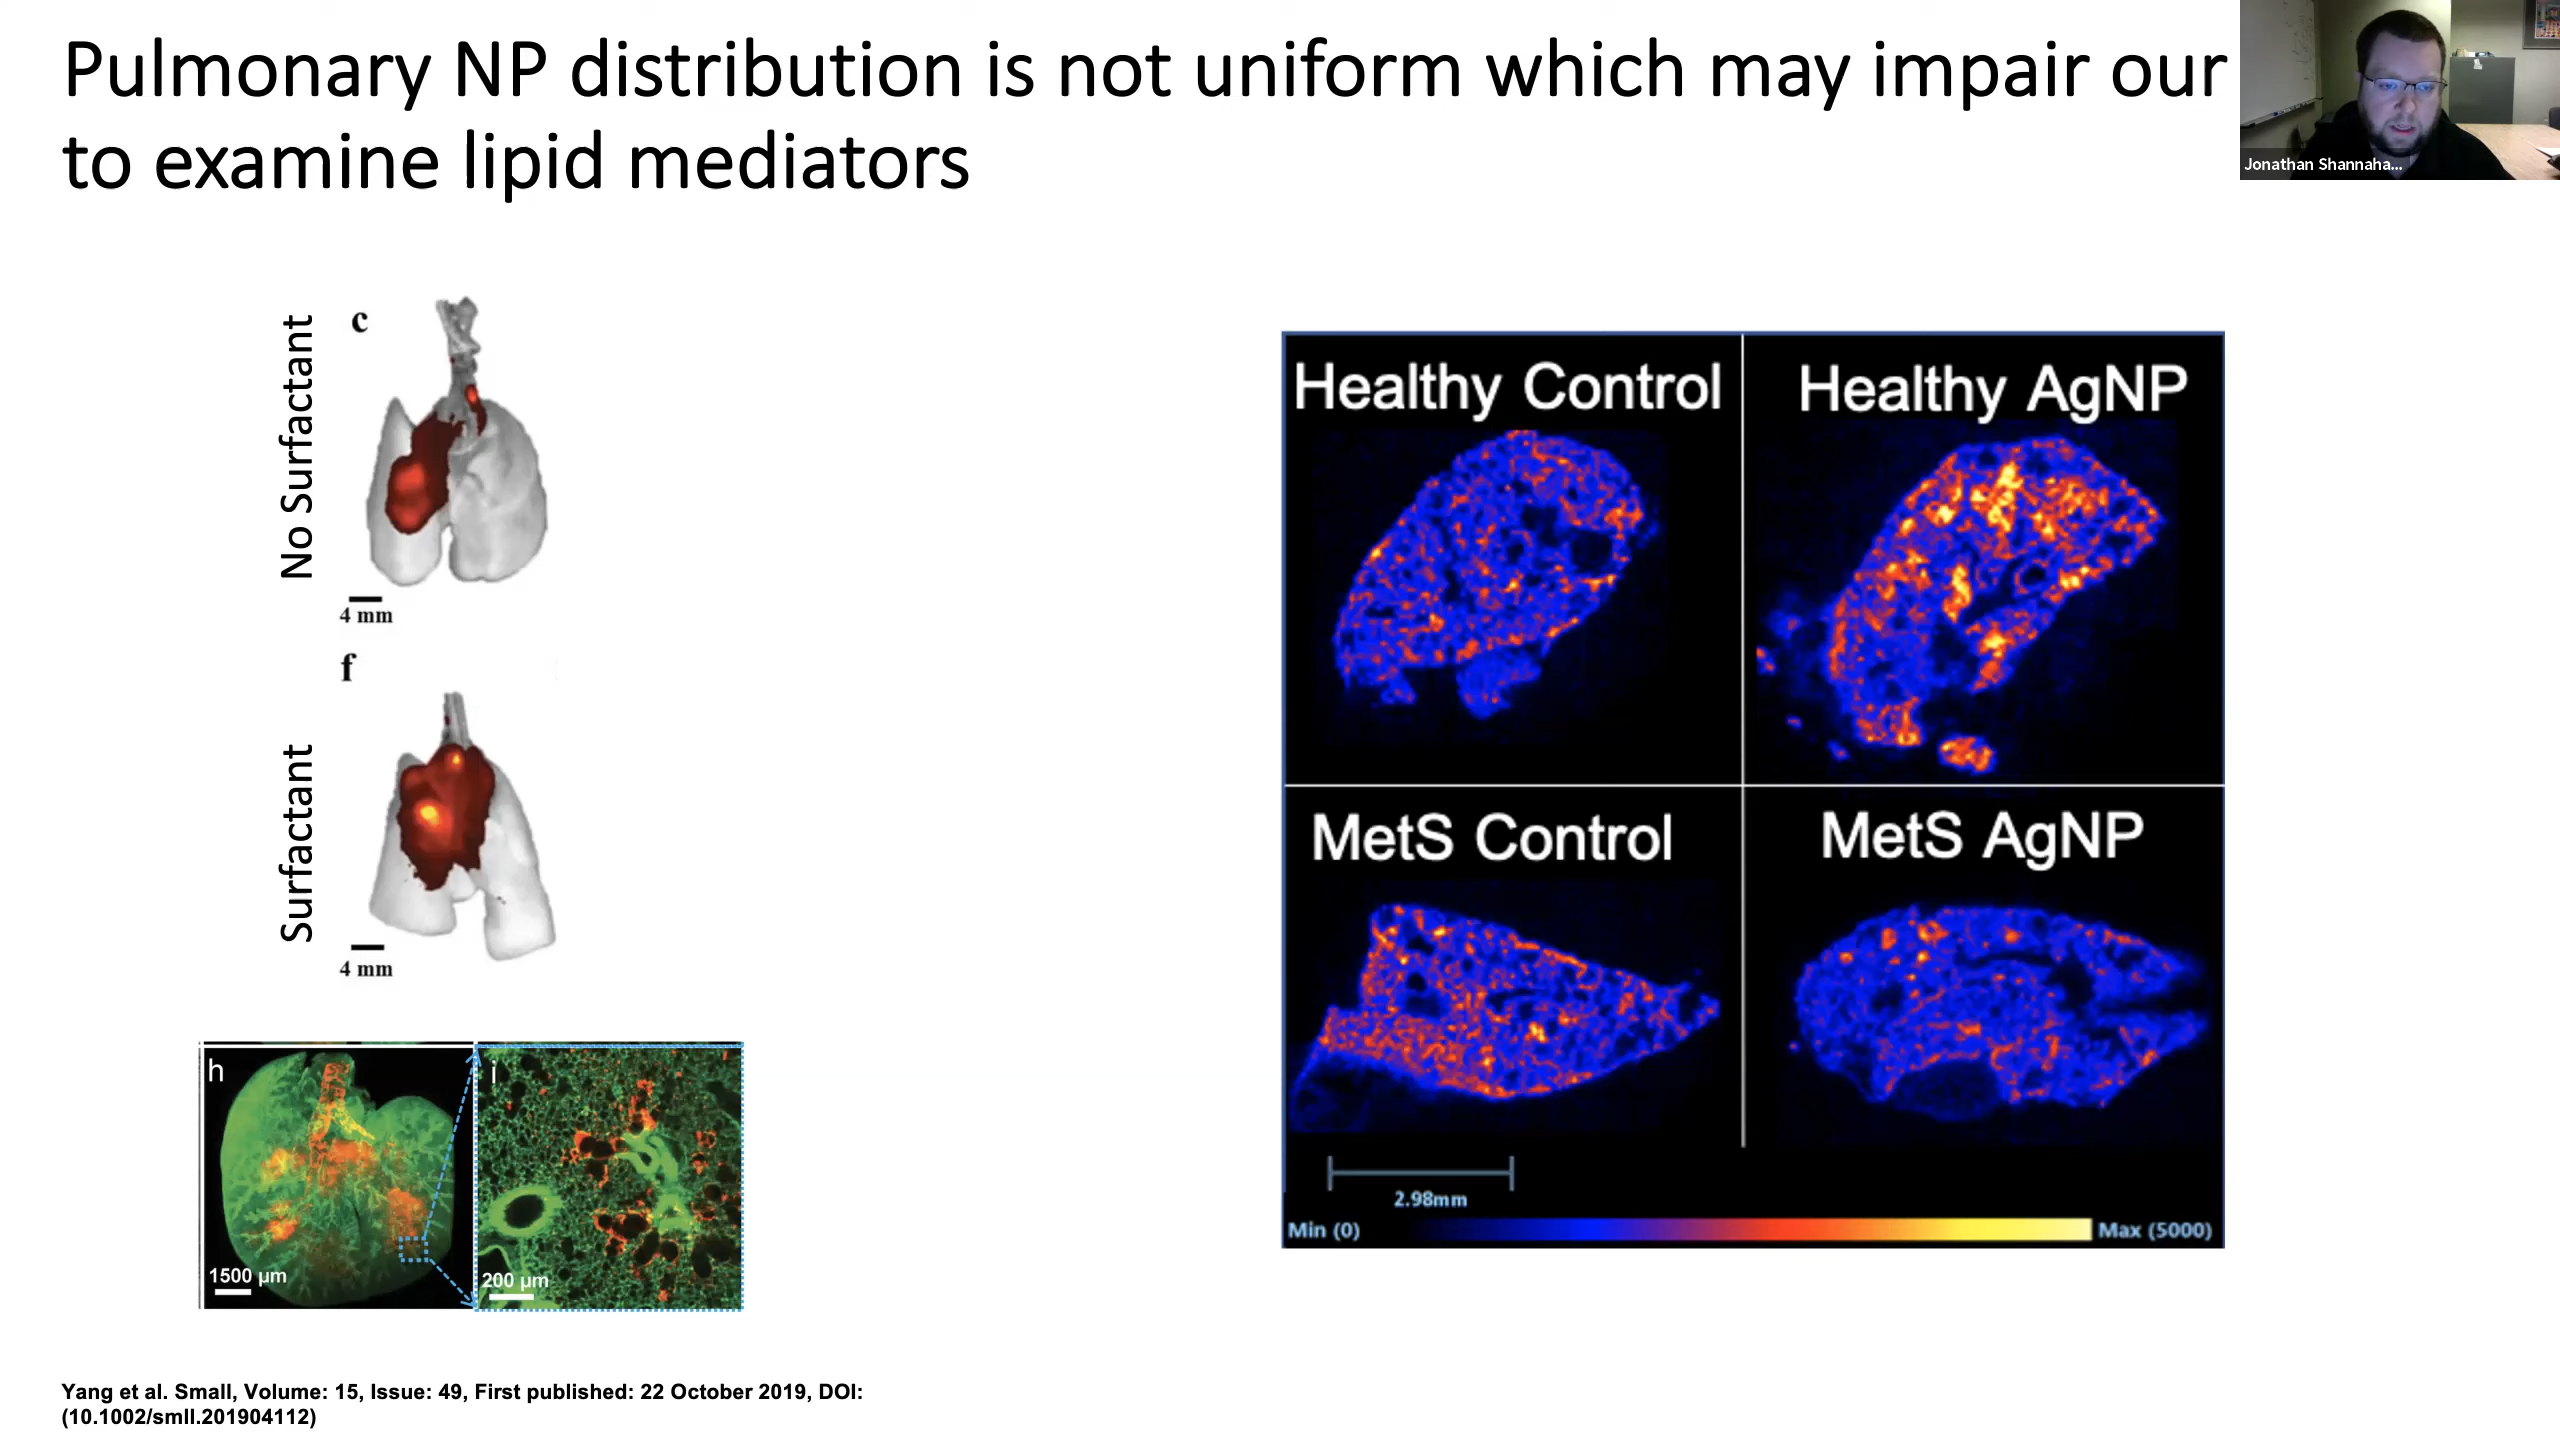 Pulmonary NP distribution is not uniform which may impair our
to examine lipid mediators
Jonathan Shannaha...
No Surfactant
c
4 mm
f
Surfactant
4 mm
h
i
1500 µm
200 µm
Healthy Control
Healthy AgNP
MetS Control
MetS AgNP
2.98mm
Min (0)
Max (5000)
Yang et al. Small, Volume: 15, Issue: 49, First published: 22 October 2019, DOI:
(10.1002/smll.201904112)